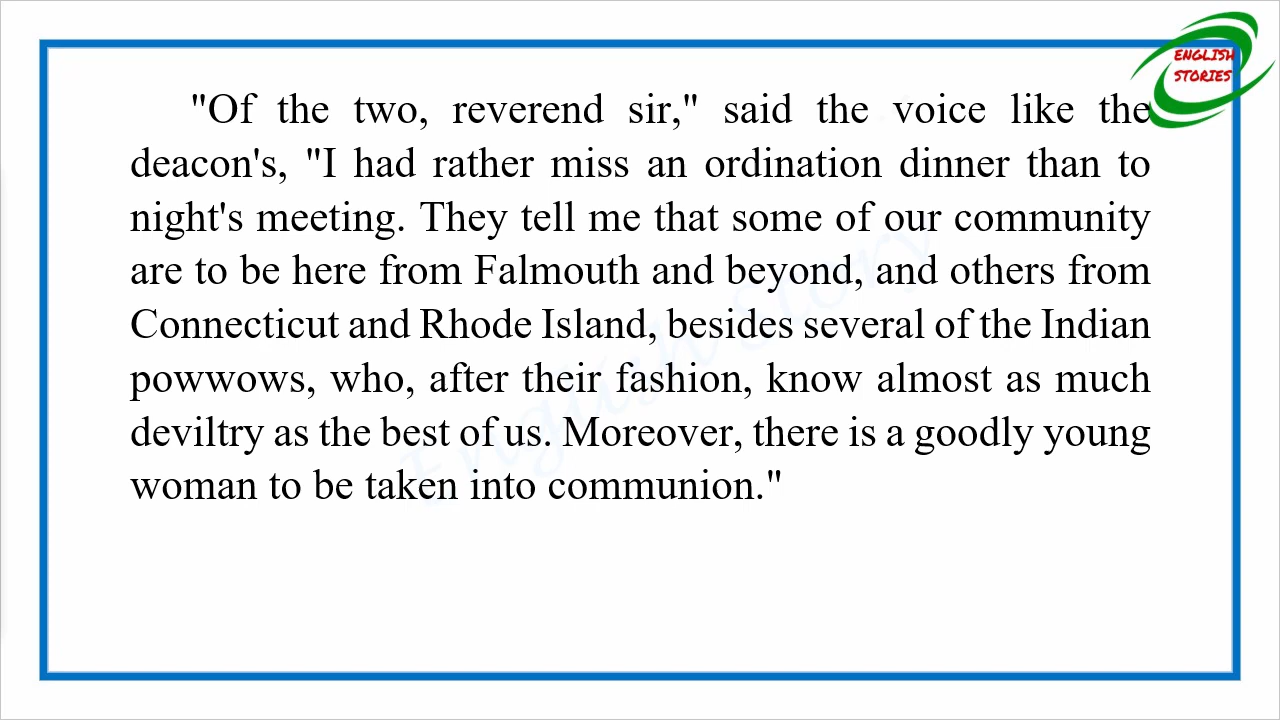 ENGLISH
STORIES
"Of the two, reverend sir," said the voice like the
deacon's, "I had rather miss an ordination dinner than to
night's meeting. They tell me that some of our community
are to be here from Falmouth and beyond, and others from
Connecticut and Rhode Island, besides several of the Indian
powwows, who, after their fashion, know almost as much
deviltry as the best of us. Moreover, there is a goodly young
woman to be taken into communion."
English Story